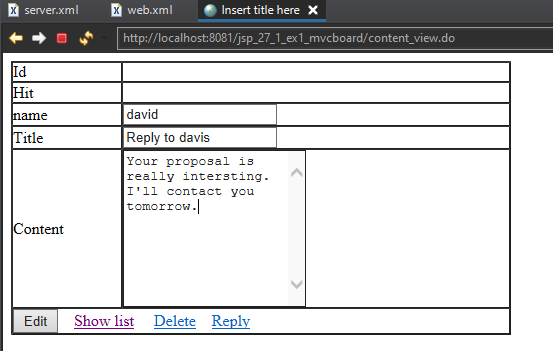 server.xml web.xml Insert title here
http://localhost:8081/jsp_27_1_ex1_mvcboard/content_view.do
Id
Hit
name david
Title Reply to davis
Your proposal is
really intersting.
I'll contact you
tomorrow.
Content
Edit Show list Delete Reply